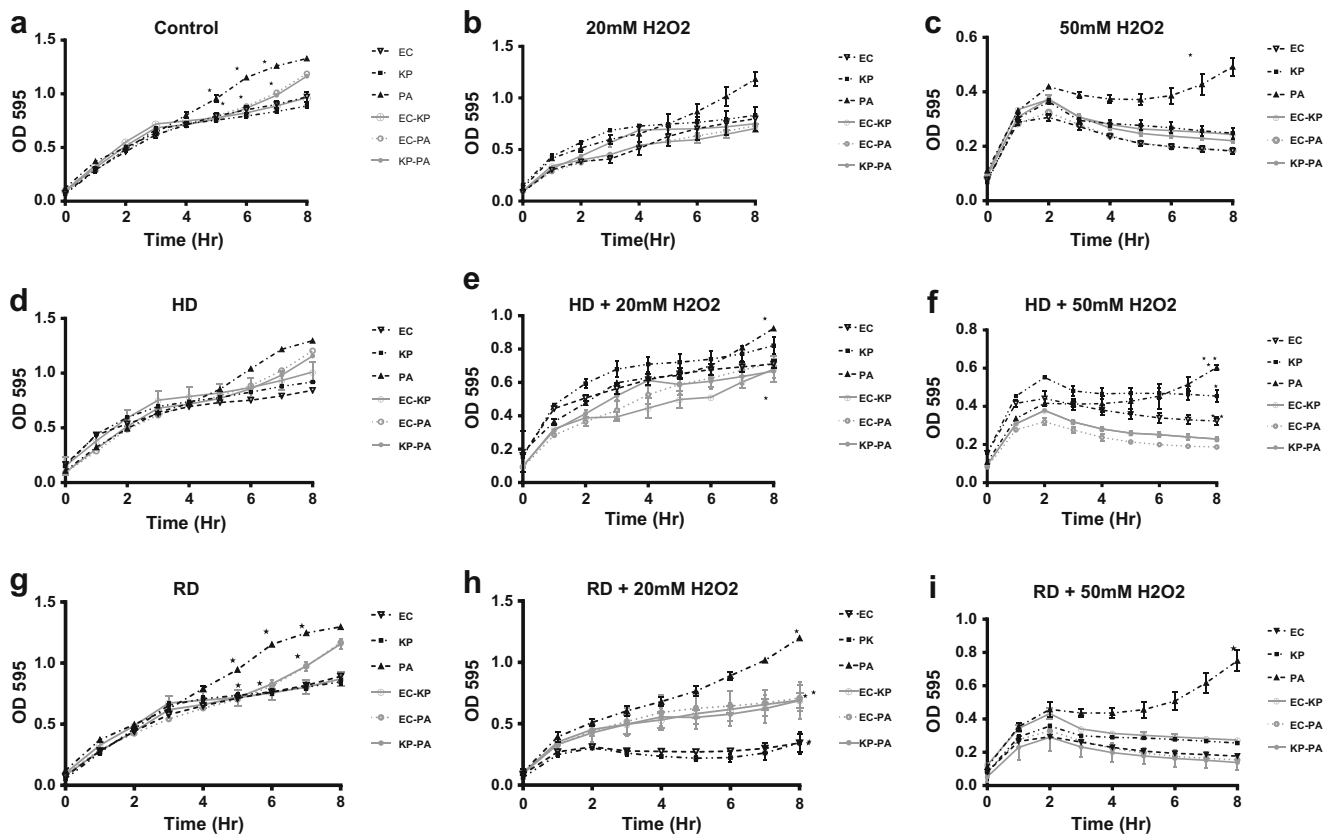 a
Control
OD 595
1.5
1.0
0.5
0.0
0 2 4 6 8
Time (Hr)
EC
KP
PA
EC-KP
EC-PA
KP-PA
b
20mM H2O2
OD 595
1.5
1.0
0.5
0.0
0 2 4 6 8
Time(Hr)
EC
KP
PA
EC-KP
EC-PA
KP-PA
c
50mM H2O2
OD 595
0.6
0.4
0.2
0.0
0 2 4 6 8
Time (Hr)
EC
KP
PA
EC-KP
EC-PA
KP-PA
d
HD
OD 595
1.5
1.0
0.5
0.0
0 2 4 6 8
Time (Hr)
EC
KP
PA
EC-KP
EC-PA
KP-PA
e
HD + 20mM H2O2
OD 595
1.0
0.8
0.6
0.4
0.2
0.0
0 2 4 6 8
Time (Hr)
EC
KP
PA
EC-KP
EC-PA
KP-PA
f
HD + 50mM H2O2
OD 595
0.8
0.6
0.4
0.2
0.0
0 2 4 6 8
Time (Hr)
EC
KP
PA
EC-KP
EC-PA
KP-PA
g
RD
OD 595
1.5
1.0
0.5
0.0
0 2 4 6 8
Time (Hr)
EC
KP
PA
EC-KP
EC-PA
KP-PA
h
RD + 20mM H2O2
OD 595
1.5
1.0
0.5
0.0
0 2 4 6 8
Time (Hr)
EC
PK
PA
EC-KP
EC-PA
KP-PA
i
RD + 50mM H2O2
OD 595
1.0
0.8
0.6
0.4
0.2
0.0
0 2 4 6 8
Time (Hr)
EC
KP
PA
EC-KP
EC-PA
KP-PA